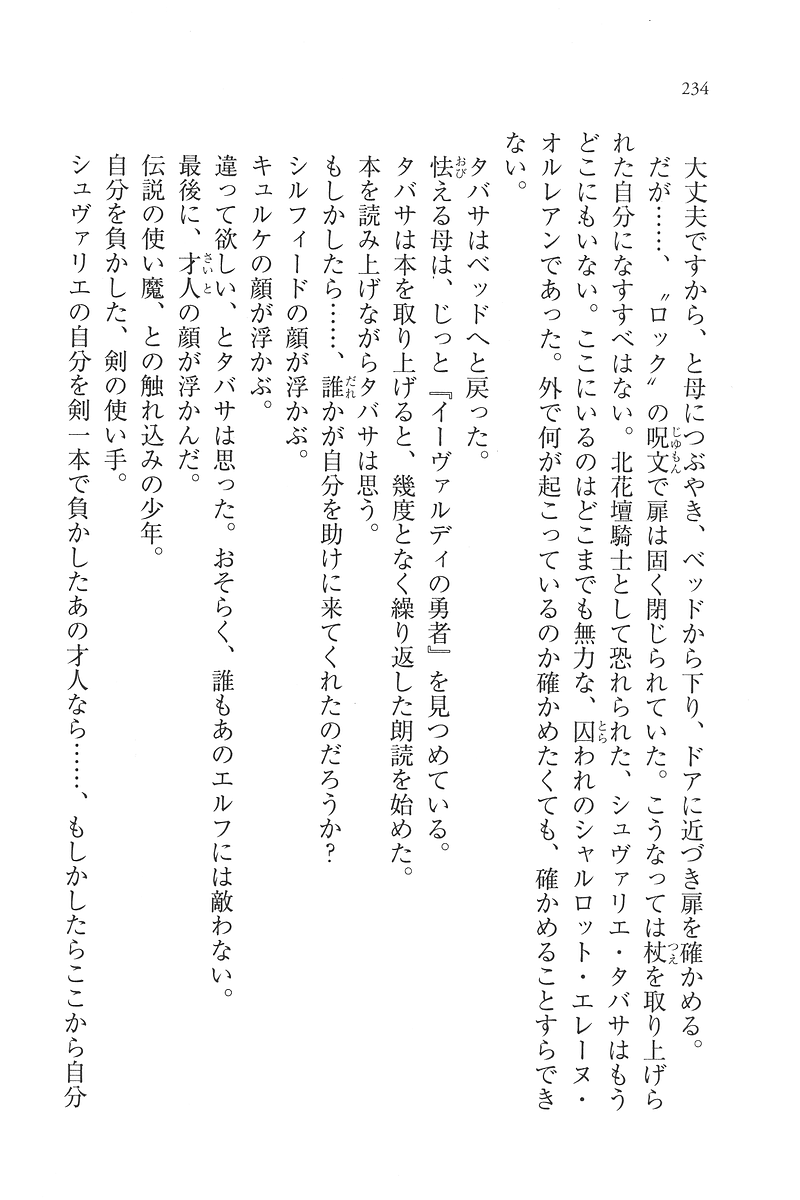 234
大丈夫ですから、と母につぶやき、ベッドから下り、ドアに近づき扉を確かめる。
だが……、〝ロック〟の呪文で扉は固く閉じられていた。こうなっては杖を取り上げら
れた自分になすすべはない。北花壇騎士として恐れられた、シュヴァリエ・タバサはもう
どこにもいない。ここにいるのはどこまでも無力な、囚われのシャルロット・エレーヌ・
オルレアンであった。外で何が起こっているのか確かめたくても、確かめることすらでき
ない。
タバサはベッドへと戻った。
怯える母は、じっと『イーヴァルディの勇者』を見つめている。
タバサは本を取り上げると、幾度となく繰り返した朗読を始めた。
本を読み上げながらタバサは思う。
もしかしたら……、誰かが自分を助けに来てくれたのだろうか?
シルフィードの顔が浮かぶ。
キュルケの顔が浮かぶ。
違って欲しい、とタバサは思った。おそらく、誰もあのエルフには敵わない。
最後に、才人の顔が浮かんだ。
伝説の使い魔、との触れ込みの少年。
自分を負かした、剣の使い手。
シュヴァリエの自分を剣一本で負かしたあの才人なら……、もしかしたらここから自分